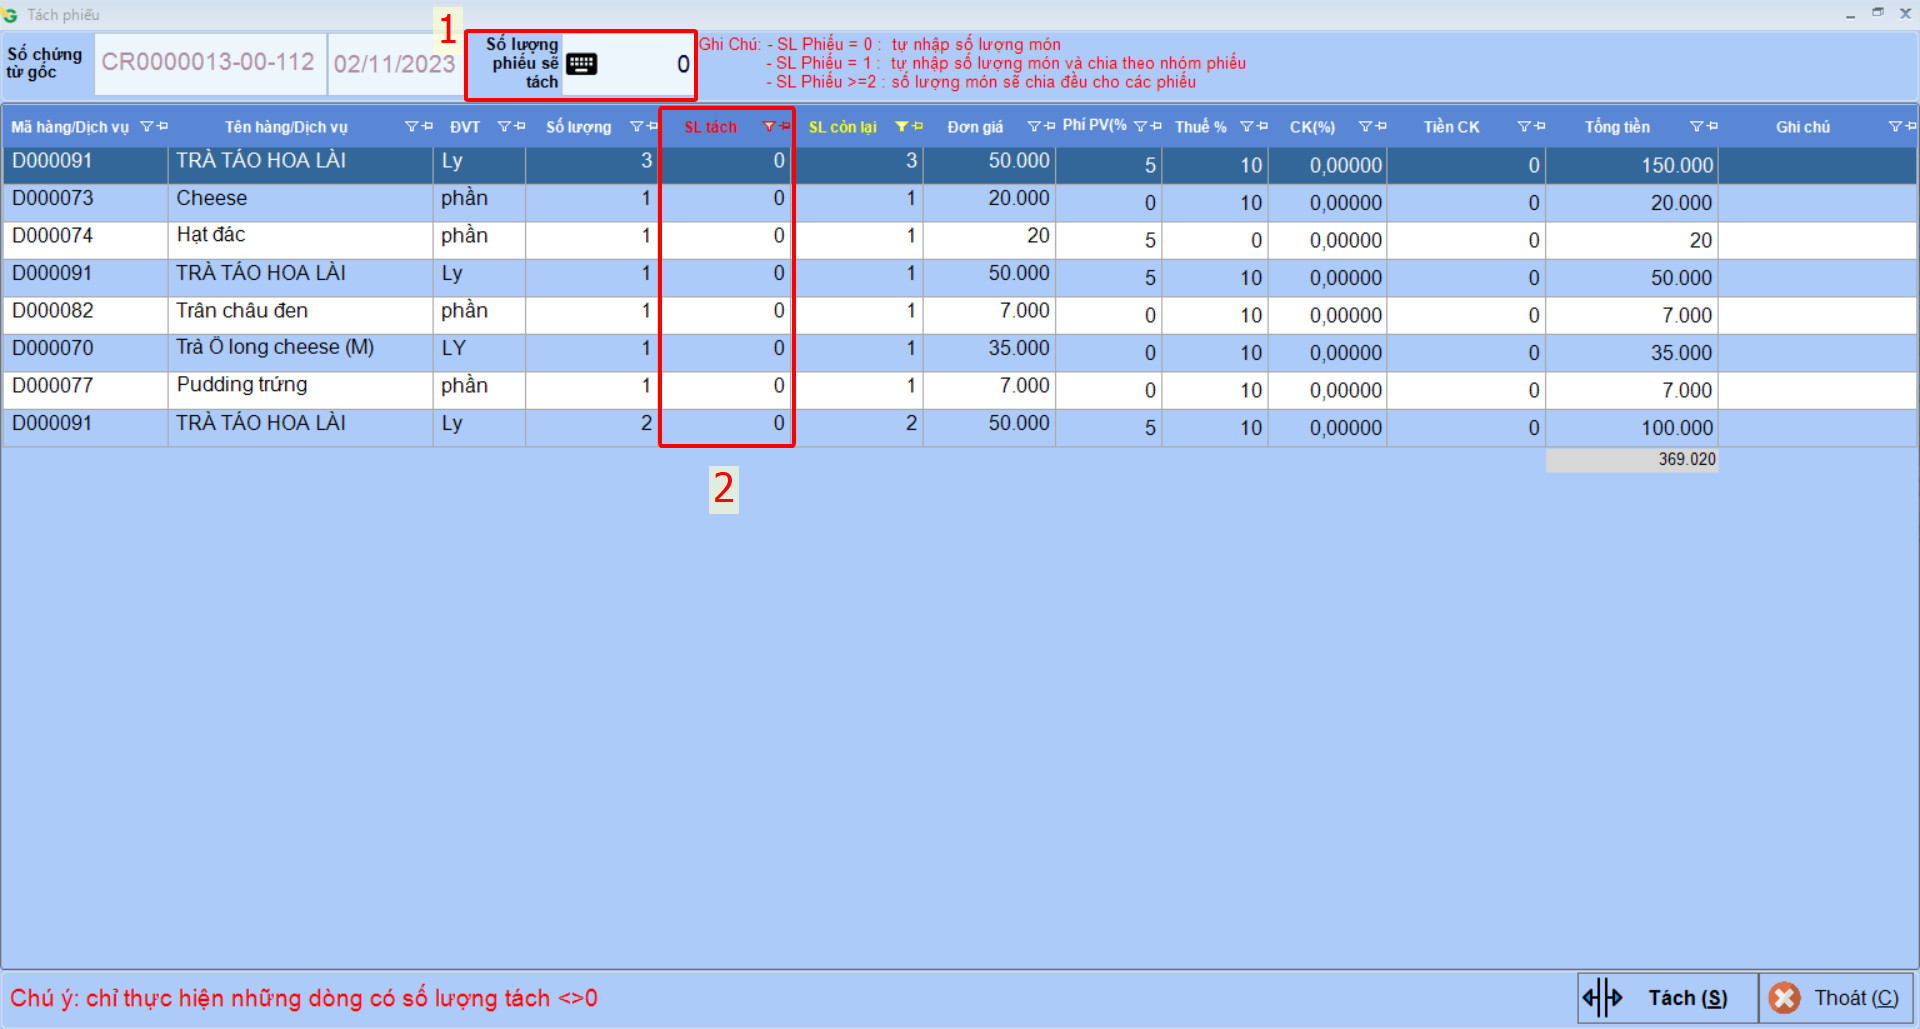 Tách phiếu
Số chứng từ gốc
CR0000013-00-112
02/11/2023
1
Số lượng phiếu sẽ tách
0
Ghi Chú: - SL Phiếu = 0 : tự nhập số lượng món
- SL Phiếu = 1 : tự nhập số lượng món và chia theo nhóm phiếu
- SL Phiếu >=2 : số lượng món sẽ chia đều cho các phiếu
Mã hàng/Dịch vụ Tên hàng/Dịch vụ ĐVT Số lượng SL tách SL còn lại Đơn giá Phí PV(% Thuế % CK(%) Tiền CK Tổng tiền Ghi chú
D000091 TRÀ TÁO HOA LÀI Ly 3 0 3 50.000 5 10 0,00000 0 150.000
D000073 Cheese phần 1 0 1 20.000 0 10 0,00000 0 20.000
D000074 Hạt đác phần 1 0 1 20 5 0 0,00000 0 20
D000091 TRÀ TÁO HOA LÀI Ly 1 0 1 50.000 5 10 0,00000 0 50.000
D000082 Trân châu đen phần 1 0 1 7.000 0 10 0,00000 0 7.000
D000070 Trà Ô long cheese (M) LY 1 0 1 35.000 0 10 0,00000 0 35.000
D000077 Pudding trứng phần 1 0 1 7.000 0 10 0,00000 0 7.000
D000091 TRÀ TÁO HOA LÀI Ly 2 0 2 50.000 5 10 0,00000 0 100.000
369.020
2
Chú ý: chỉ thực hiện những dòng có số lượng tách <>0
Tách (S)
Thoát (C)